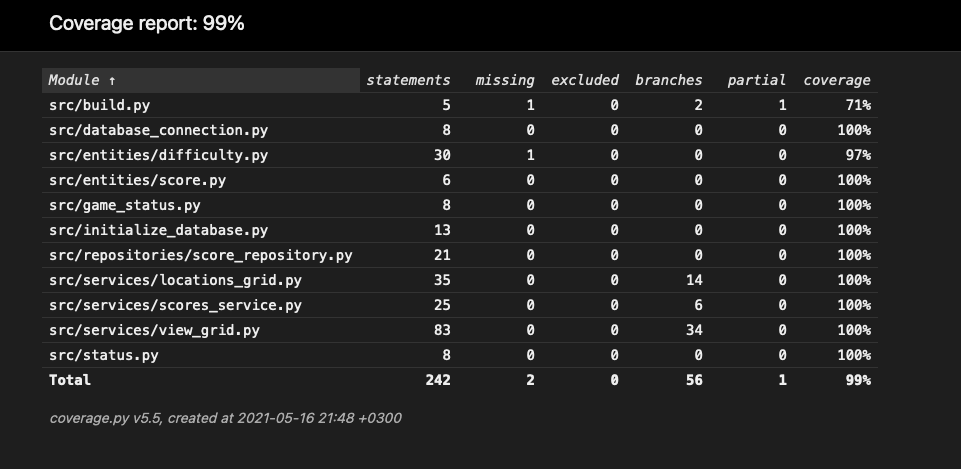 Coverage report: 99%
Module ↑ statements missing excluded branches partial coverage
src/build.py 5 1 0 2 1 71%
src/database_connection.py 8 0 0 0 0 100%
src/entities/difficulty.py 30 1 0 0 0 97%
src/entities/score.py 6 0 0 0 0 100%
src/game_status.py 8 0 0 0 0 100%
src/initialize_database.py 13 0 0 0 0 100%
src/repositories/score_repository.py 21 0 0 0 0 100%
src/services/locations_grid.py 35 0 0 14 0 100%
src/services/scores_service.py 25 0 0 6 0 100%
src/services/view_grid.py 83 0 0 34 0 100%
src/status.py 8 0 0 0 0 100%
Total 242 2 0 56 1 99%
coverage.py v5.5, created at 2021-05-16 21:48 +0300